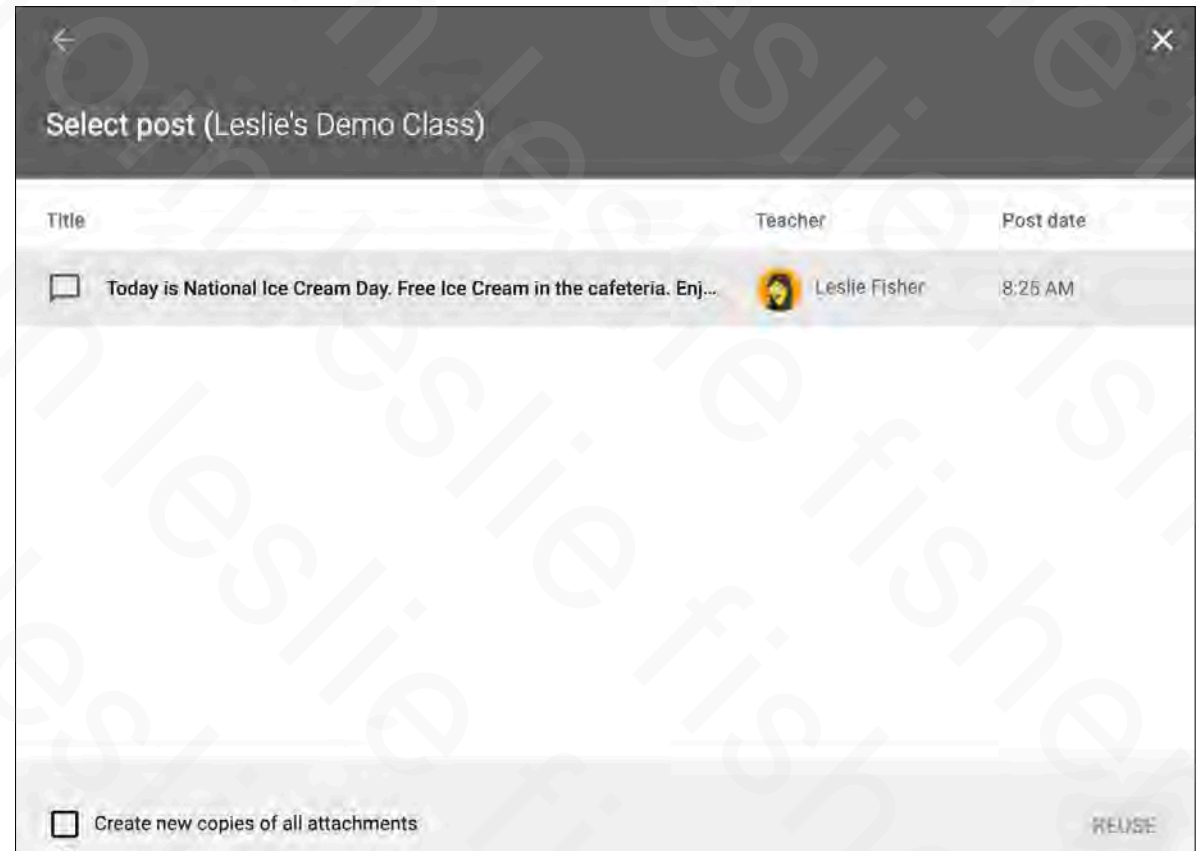 Select post (Leslie's Demo Class)
Title Teacher Post date
Today is National Ice Cream Day. Free Ice Cream in the cafeteria. Enj... Leslie Fisher 8:25 AM
Create new copies of all attachments REUSE